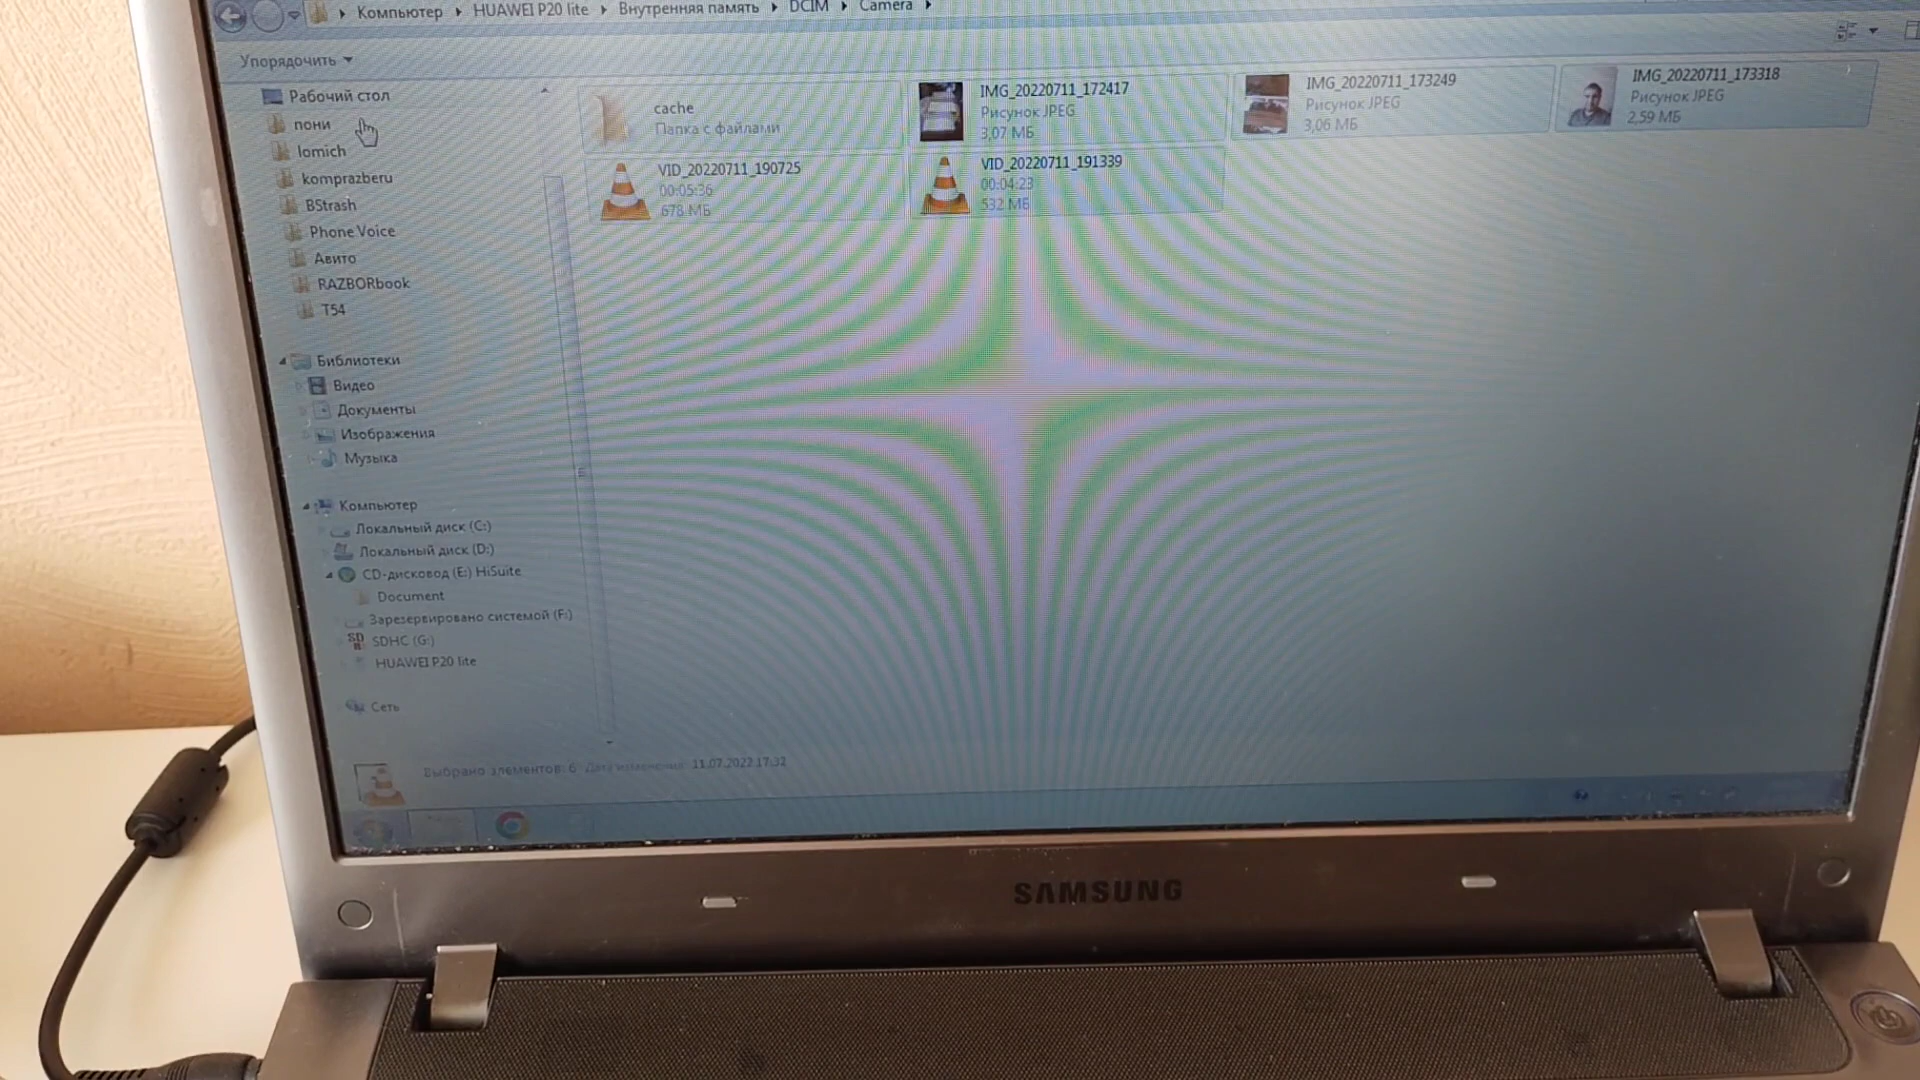 Компьютер HUAWEI P20 lite Внутренняя память DCIM Camera
Упорядочить
Рабочий стол
пони
lomich
komprazberu
BStrash
Phone Voice
Авито
RAZBORbook
T54
Библиотеки
Видео
Документы
Изображения
Музыка
Компьютер
Локальный диск (C:)
Локальный диск (D:)
CD-дисковод (E:) HiSuite
Document
Зарезервировано системой (F:)
SDHC (G:)
HUAWEI P20 lite
Сеть
cache
Папка с файлами
IMG_20220711_172417
Рисунок JPEG
3,07 МБ
IMG_20220711_173249
Рисунок JPEG
3,06 МБ
IMG_20220711_173318
Рисунок JPEG
2,59 МБ
VID_20220711_190725
00:05:36
678 МБ
VID_20220711_191339
00:04:23
532 МБ
Выбрано элементов: 6 Дата изменения: 11.07.2022 17:32
SAMSUNG